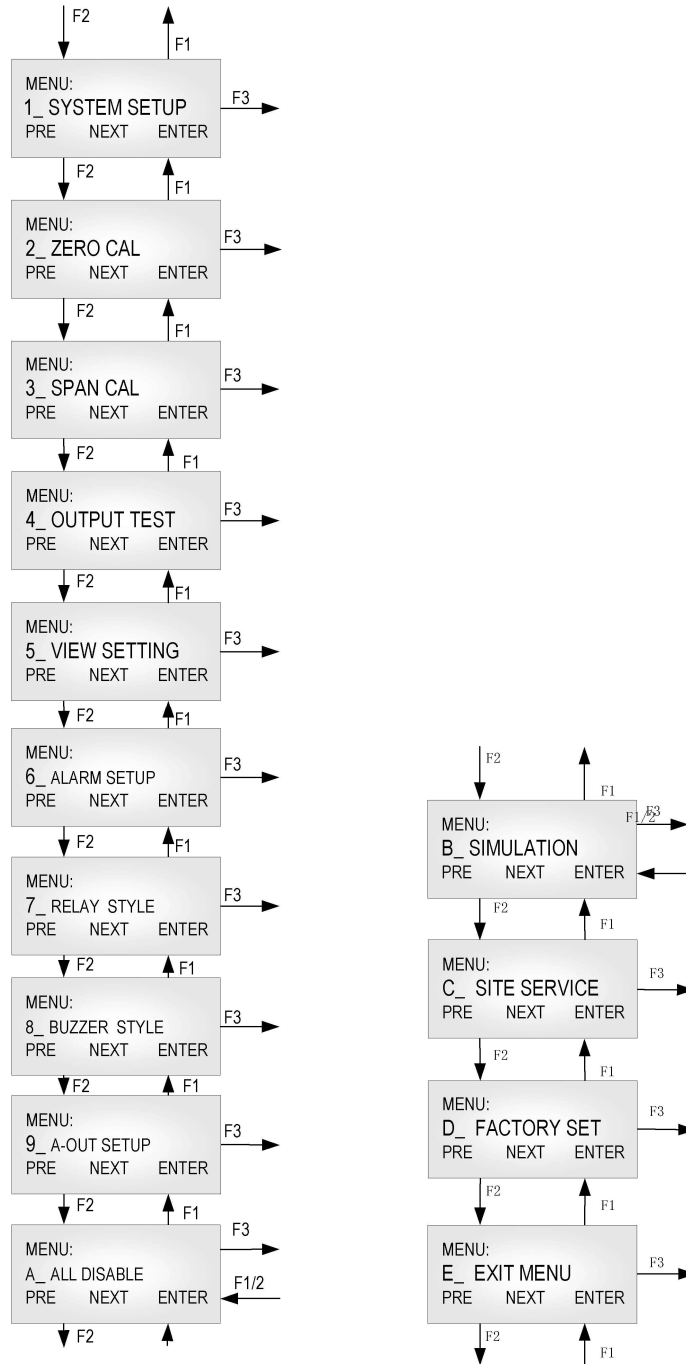 F2
F1
MENU:
1_ SYSTEM SETUP
PRE NEXT ENTER
F3
F2
F1
MENU:
2_ ZERO CAL
PRE NEXT ENTER
F3
F2
F1
MENU:
3_ SPAN CAL
PRE NEXT ENTER
F3
F2
F1
MENU:
4_ OUTPUT TEST
PRE NEXT ENTER
F3
F2
F1
MENU:
5_ VIEW SETTING
PRE NEXT ENTER
F3
F2
F1
MENU:
6_ ALARM SETUP
PRE NEXT ENTER
F3
F2
F1
MENU:
7_ RELAY STYLE
PRE NEXT ENTER
F3
F2
F1
MENU:
8_ BUZZER STYLE
PRE NEXT ENTER
F3
F2
F1
MENU:
9_ A-OUT SETUP
PRE NEXT ENTER
F3
F2
F1
MENU:
A_ ALL DISABLE
PRE NEXT ENTER
F3
F1/2
F2
F2
F1
MENU:
B_ SIMULATION
PRE NEXT ENTER
F3
F1/2
F2
F1
MENU:
C_ SITE SERVICE
PRE NEXT ENTER
F3
F2
F1
MENU:
D_ FACTORY SET
PRE NEXT ENTER
F3
F2
F1
MENU:
E_ EXIT MENU
PRE NEXT ENTER
F3
F2
F1